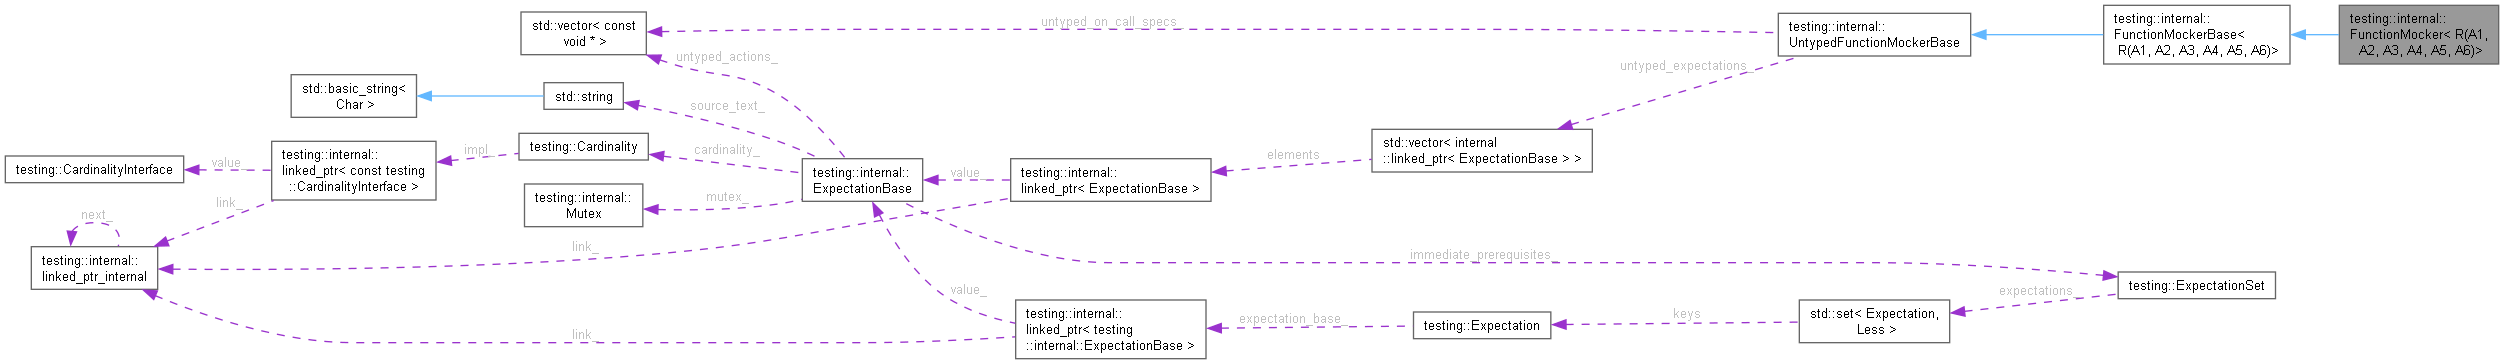 std::vector< const
void * >
untyped_on_call_specs_
testing::internal::
UntypedFunctionMockerBase
testing::internal::
FunctionMockerBase<
R(A1, A2, A3, A4, A5, A6)>
testing::internal::
FunctionMocker< R(A1,
A2, A3, A4, A5, A6)>
untyped_actions_
untyped_expectations_
std::basic_string<
Char >
std::string
source_text_
testing::CardinalityInterface
value_
testing::internal::
linked_ptr< const testing
::CardinalityInterface >
impl_
testing::Cardinality
cardinality_
testing::internal::
ExpectationBase
value_
testing::internal::
linked_ptr< ExpectationBase >
elements
std::vector< internal
::linked_ptr< ExpectationBase > >
testing::internal::
Mutex
mutex_
link_
next_
testing::internal::
linked_ptr_internal
link_
immediate_prerequisites_
value_
link_
testing::internal::
linked_ptr< testing
::internal::ExpectationBase >
expectation_base_
testing::Expectation
keys
std::set< Expectation,
Less >
expectations_
testing::ExpectationSet